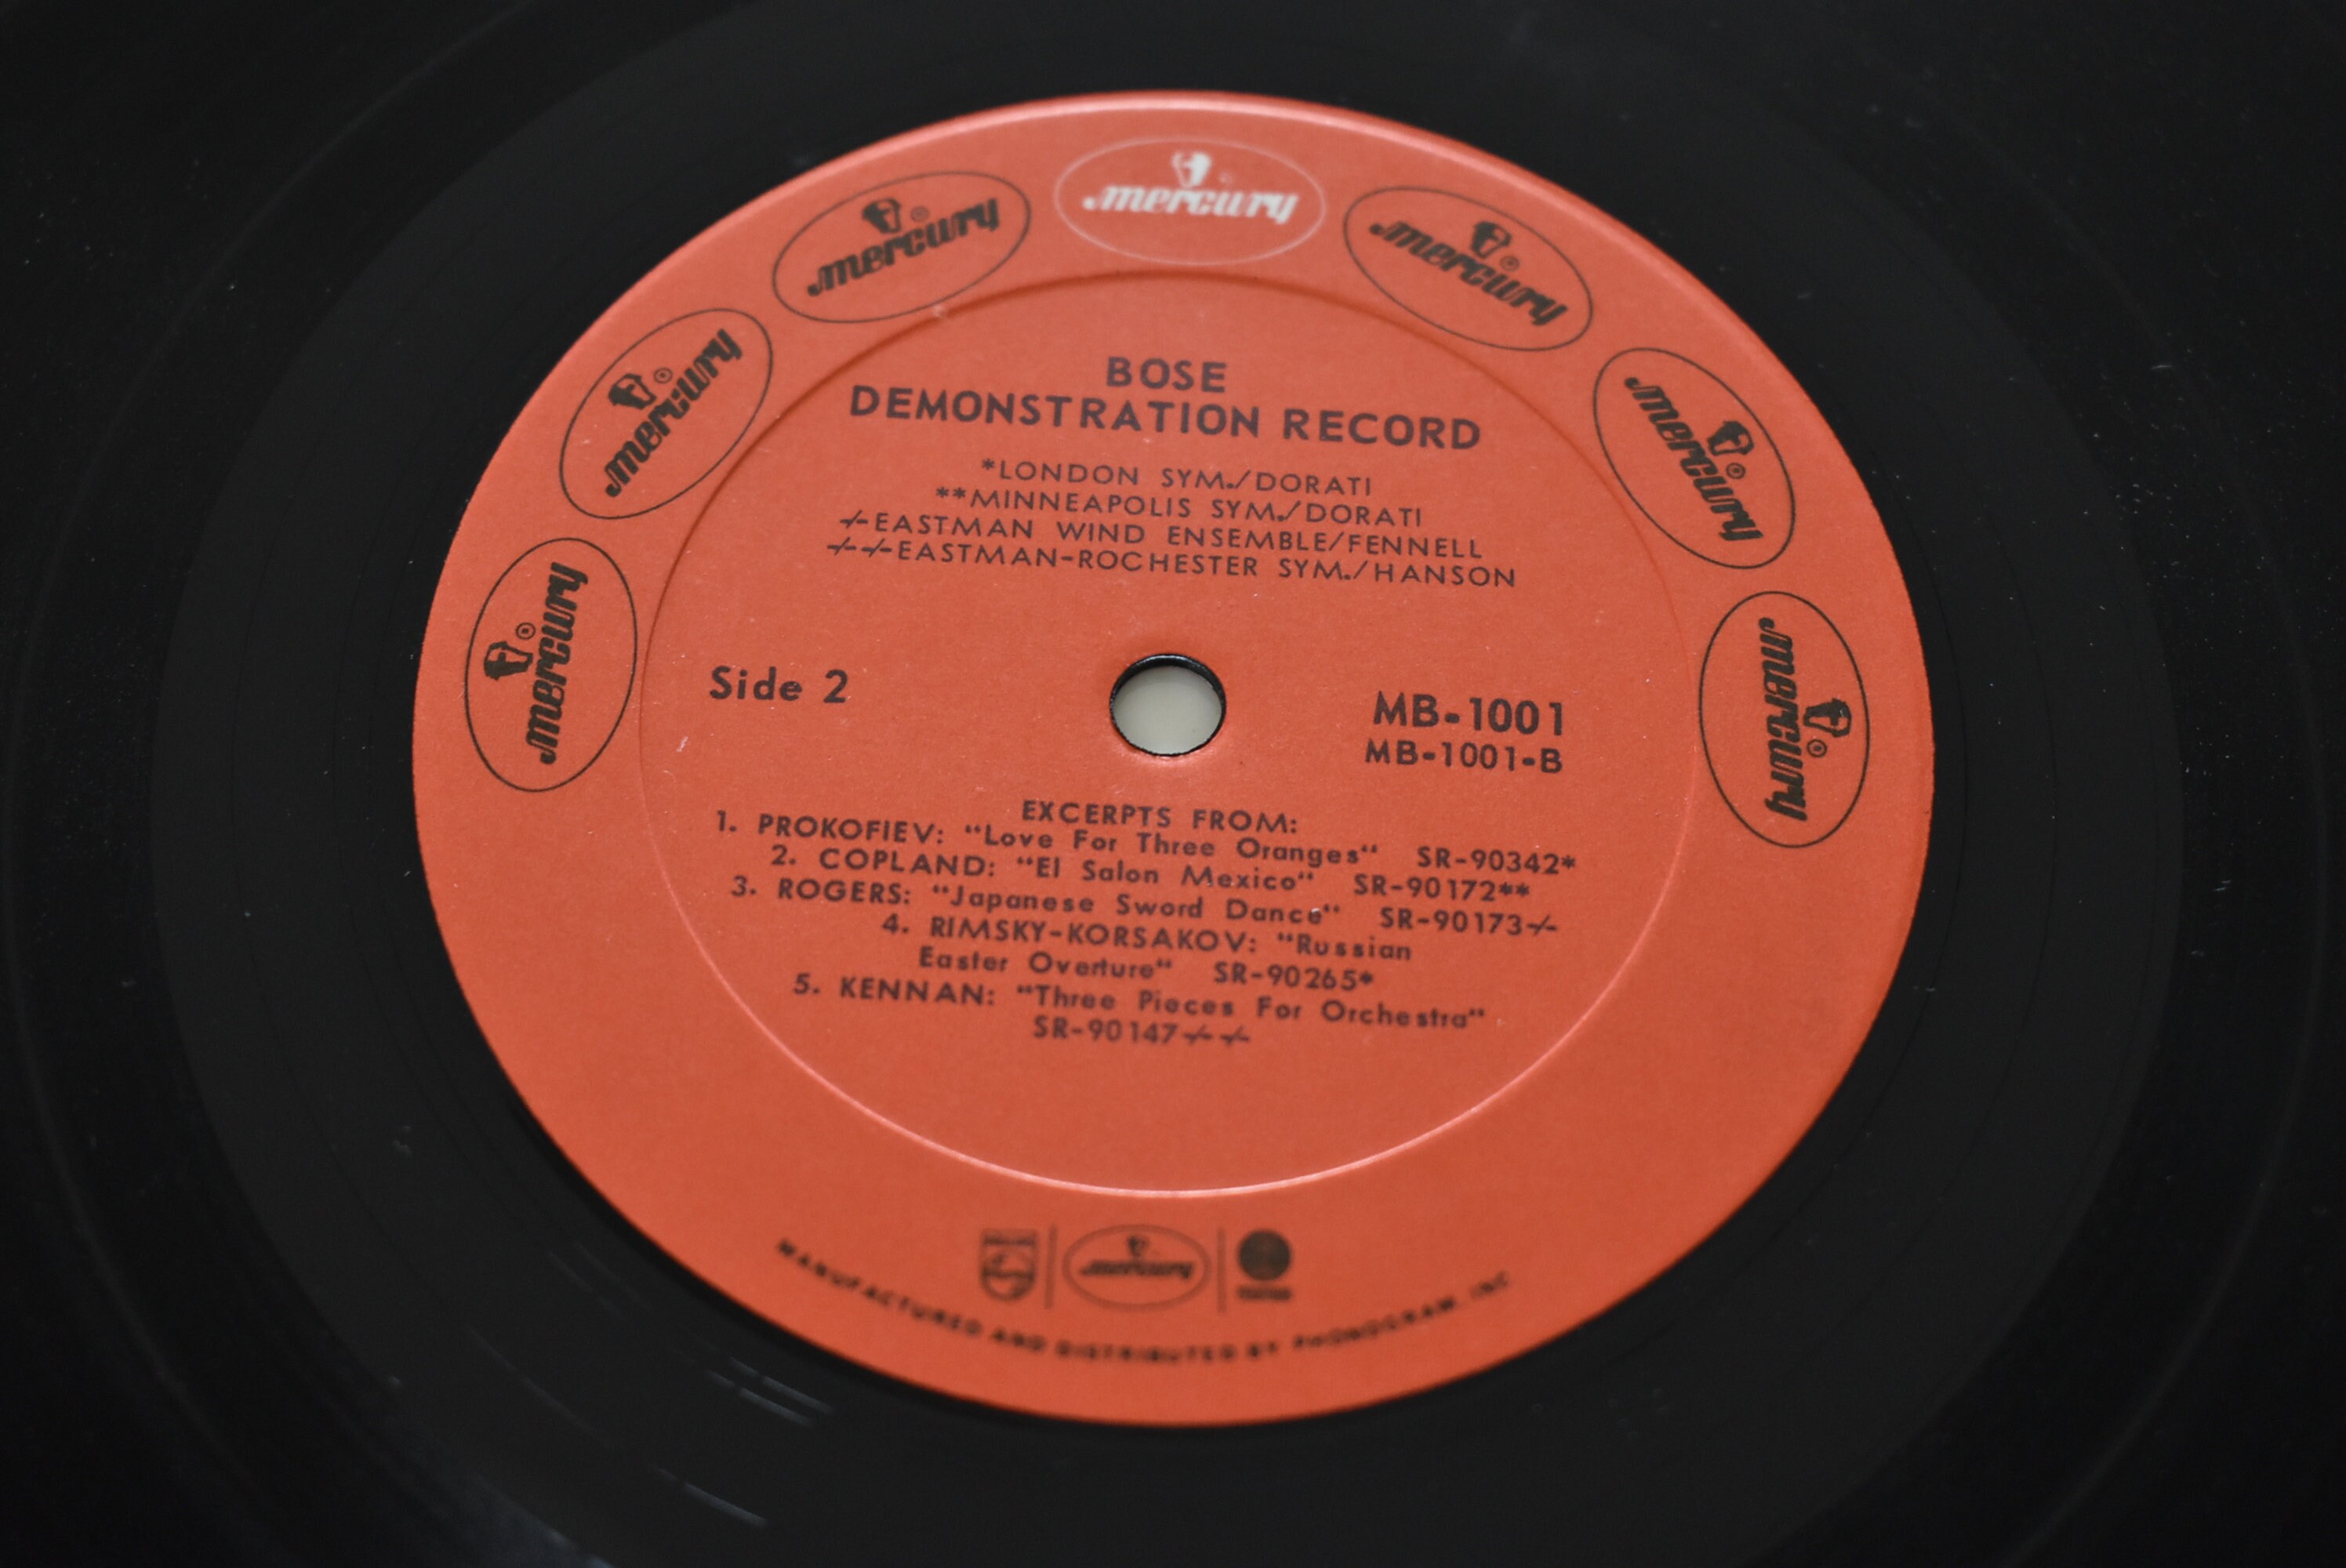 mercury
mercury
mercury
mercury
mercury
mercury
mercury
BOSE
DEMONSTRATION RECORD
*LONDON SYM./DORATI
**MINNEAPOLIS SYM./DORATI
-/-EASTMAN WIND ENSEMBLE/FENNELL
-/--/-EASTMAN-ROCHESTER SYM./HANSON
Side 2
MB-1001
MB-1001-B
EXCERPTS FROM:
1. PROKOFIEV: "Love For Three Oranges" SR-90342*
2. COPLAND: "El Salon Mexico" SR-90172**
3. ROGERS: "Japanese Sword Dance" SR-90173-/-
4. RIMSKY-KORSAKOV: "Russian
Easter Overture" SR-90265*
5. KENNAN: "Three Pieces For Orchestra"
SR-90147-/--/-
mercury
MANUFACTURED AND DISTRIBUTED BY PHONOGRAM, INC.